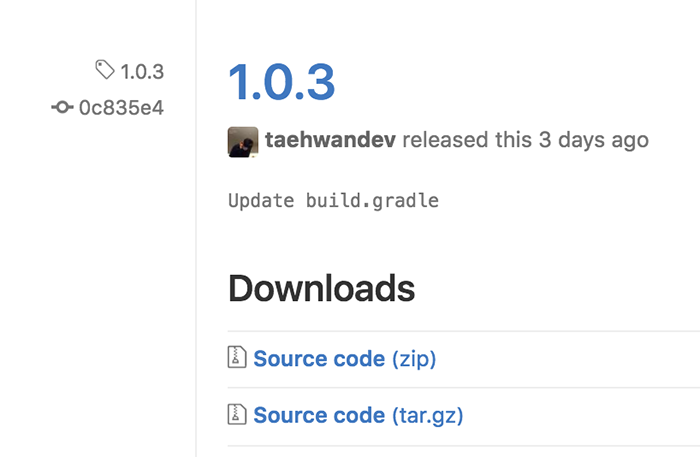 1.0.3
0c835e4
1.0.3
taehwandev released this 3 days ago
Update build.gradle
Downloads
Source code (zip)
Source code (tar.gz)